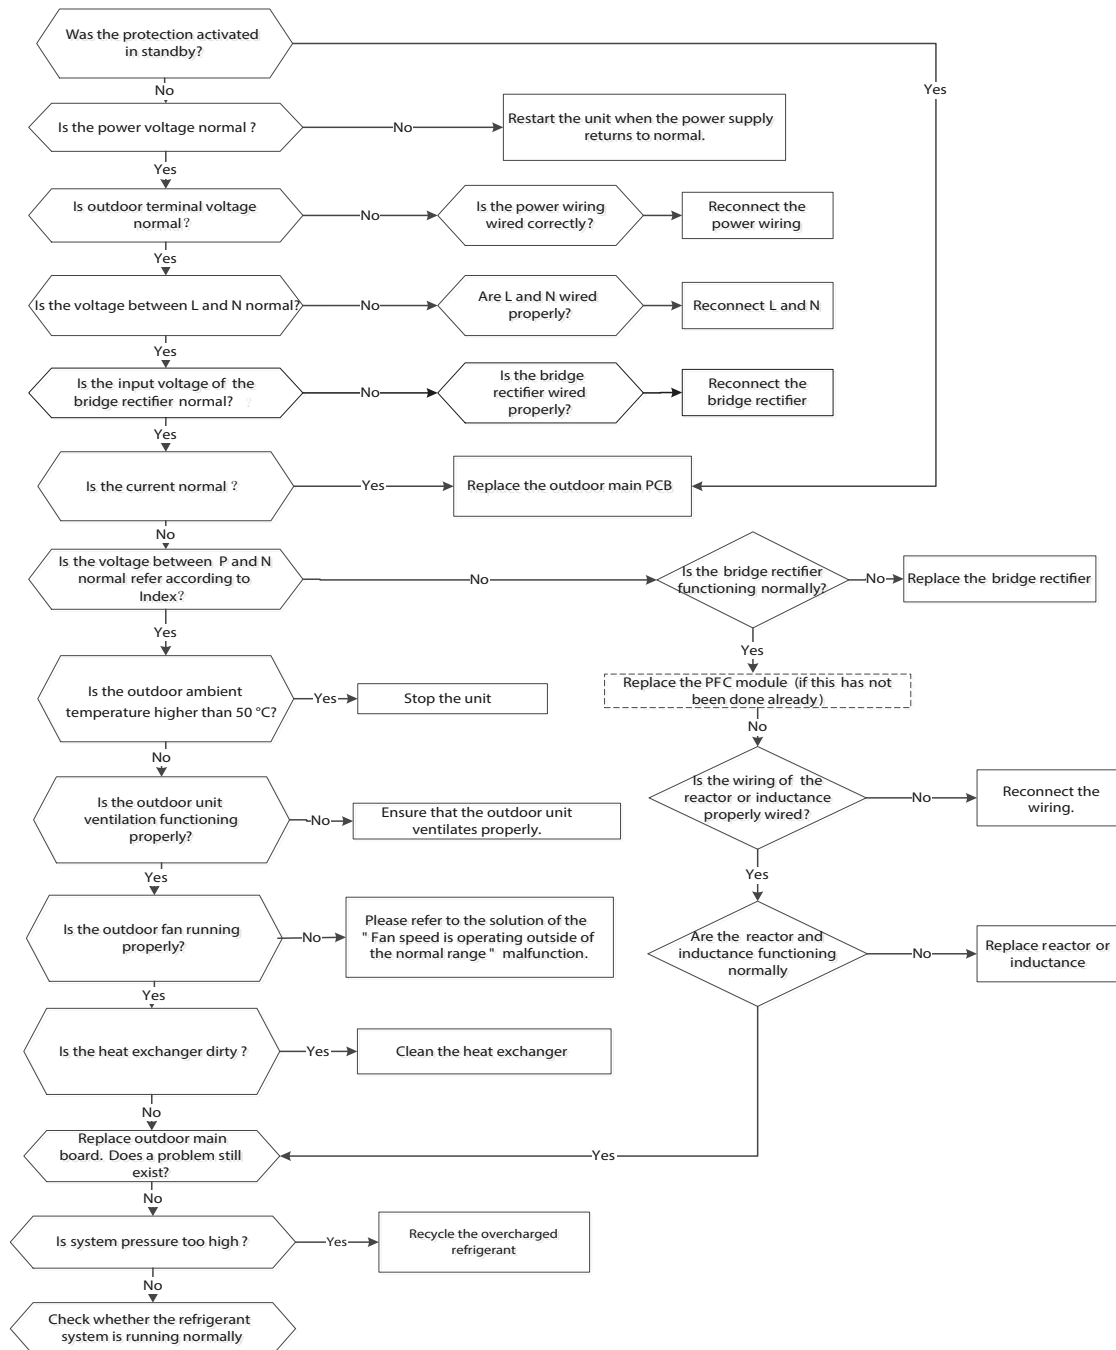 Was the protection activated
in standby?
Yes
No
Is the power voltage normal ?
No
Restart the unit when the power supply
returns to normal.
Yes
Is outdoor terminal voltage
normal?
No
Is the power wiring
wired correctly?
Reconnect the
power wiring
Yes
Is the voltage between L and N normal?
No
Are L and N wired
properly?
Reconnect L and N
Yes
Is the input voltage of the
bridge rectifier normal?
No
Is the bridge
rectifier wired
properly?
Reconnect the
bridge rectifier
Yes
Is the current normal ?
Yes
Replace the outdoor main PCB
No
Is the voltage between P and N
normal refer according to
Index?
No
Is the bridge rectifier
functioning normally?
No
Replace the bridge rectifier
Yes
Yes
Replace the PFC module (if this has not
been done already)
Is the outdoor ambient
temperature higher than 50 °C?
Yes
Stop the unit
No
No
Is the wiring of the
reactor or inductance
properly wired?
No
Reconnect the
wiring.
Is the outdoor unit
ventilation functioning
properly?
No
Ensure that the outdoor unit
ventilates properly.
Yes
Yes
Is the outdoor fan running
properly?
No
Please refer to the solution of the
" Fan speed is operating outside of
the normal range " malfunction.
Are the reactor and
inductance functioning
normally
No
Replace reactor or
inductance
Yes
Is the heat exchanger dirty ?
Yes
Clean the heat exchanger
No
Replace outdoor main
board. Does a problem still
exist?
Yes
No
Is system pressure too high ?
Yes
Recycle the overcharged
refrigerant
No
Check whether the refrigerant
system is running normally